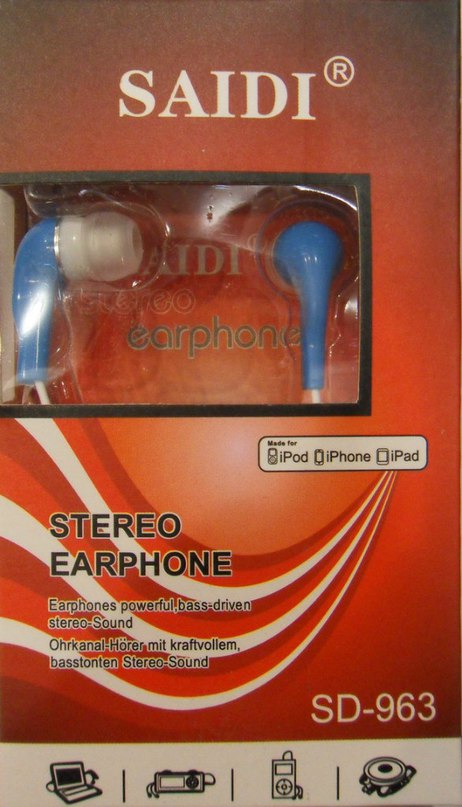 SAIDI®
AIDI
stereo
earphone
Made for
iPod iPhone iPad
STEREO
EARPHONE
Earphones powerful,bass-driven
stereo-Sound
Ohrkanal-Hörer mit kraftvollem,
basstonten Stereo-Sound
SD-963